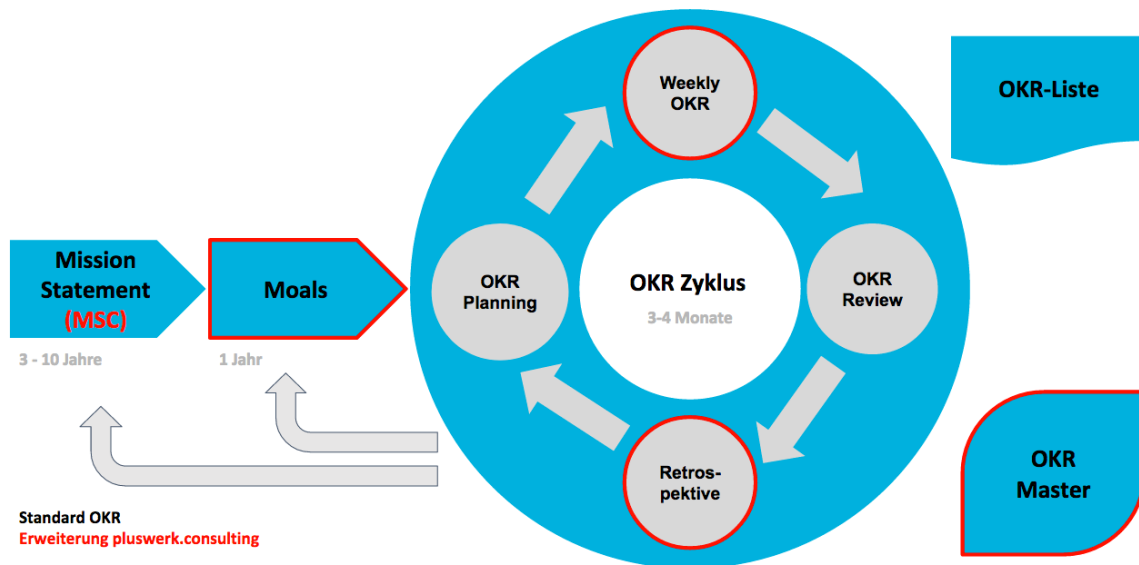 Weekly
OKR
OKR-Liste
Mission
Statement
(MSC)
3 - 10 Jahre
Moals
1 Jahr
OKR
Planning
OKR Zyklus
3-4 Monate
OKR
Review
Retros-
pektive
OKR
Master
Standard OKR
Erweiterung pluswerk.consulting